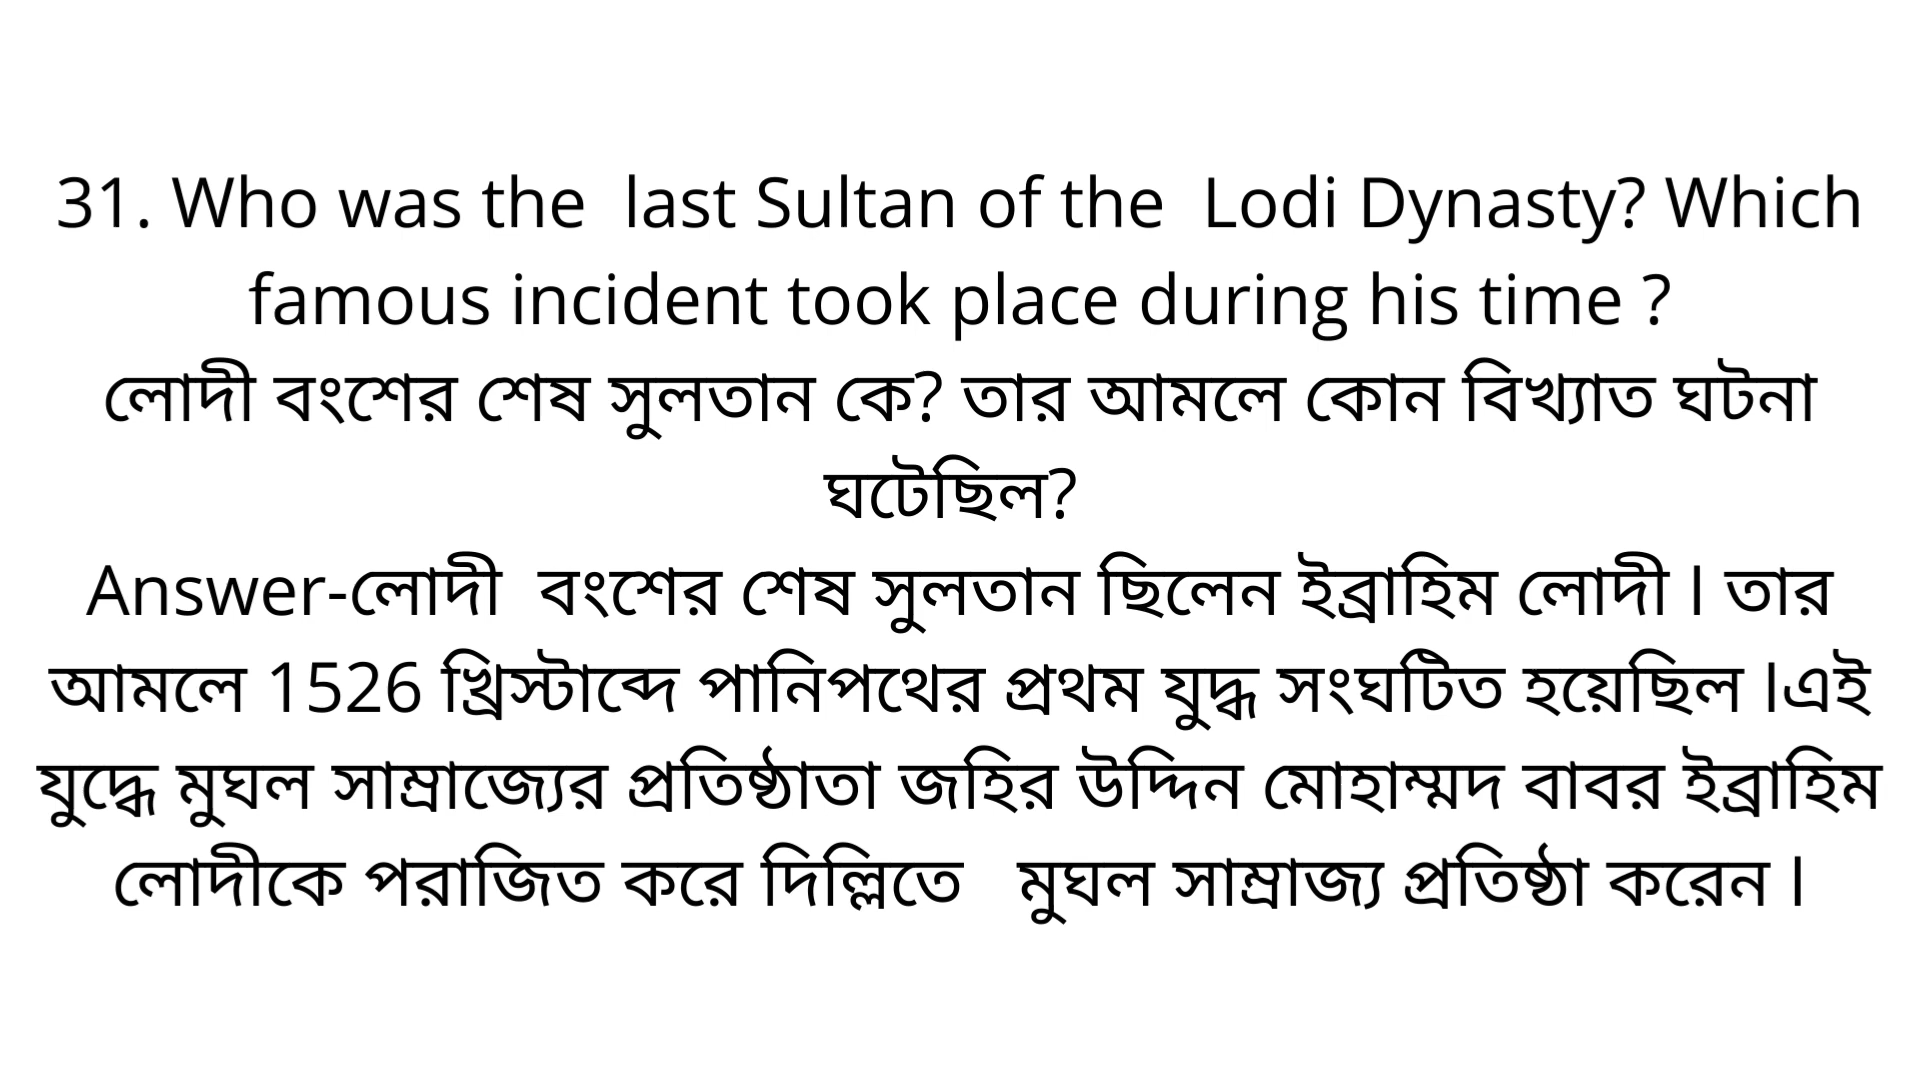 31. Who was the  last Sultan of the  Lodi Dynasty? Which
famous incident took place during his time ?
লোদী বংশের শেষ সুলতান কে? তার আমলে কোন বিখ্যাত ঘটনা
ঘটেছিল?
Answer-লোদী  বংশের শেষ সুলতান ছিলেন ইব্রাহিম লোদী l তার
আমলে 1526 খ্রিস্টাব্দে পানিপথের প্রথম যুদ্ধ সংঘটিত হয়েছিল lএই
যুদ্ধে মুঘল সাম্রাজ্যের প্রতিষ্ঠাতা জহির উদ্দিন মোহাম্মদ বাবর ইব্রাহিম
লোদীকে পরাজিত করে দিল্লিতে   মুঘল সাম্রাজ্য প্রতিষ্ঠা করেন l